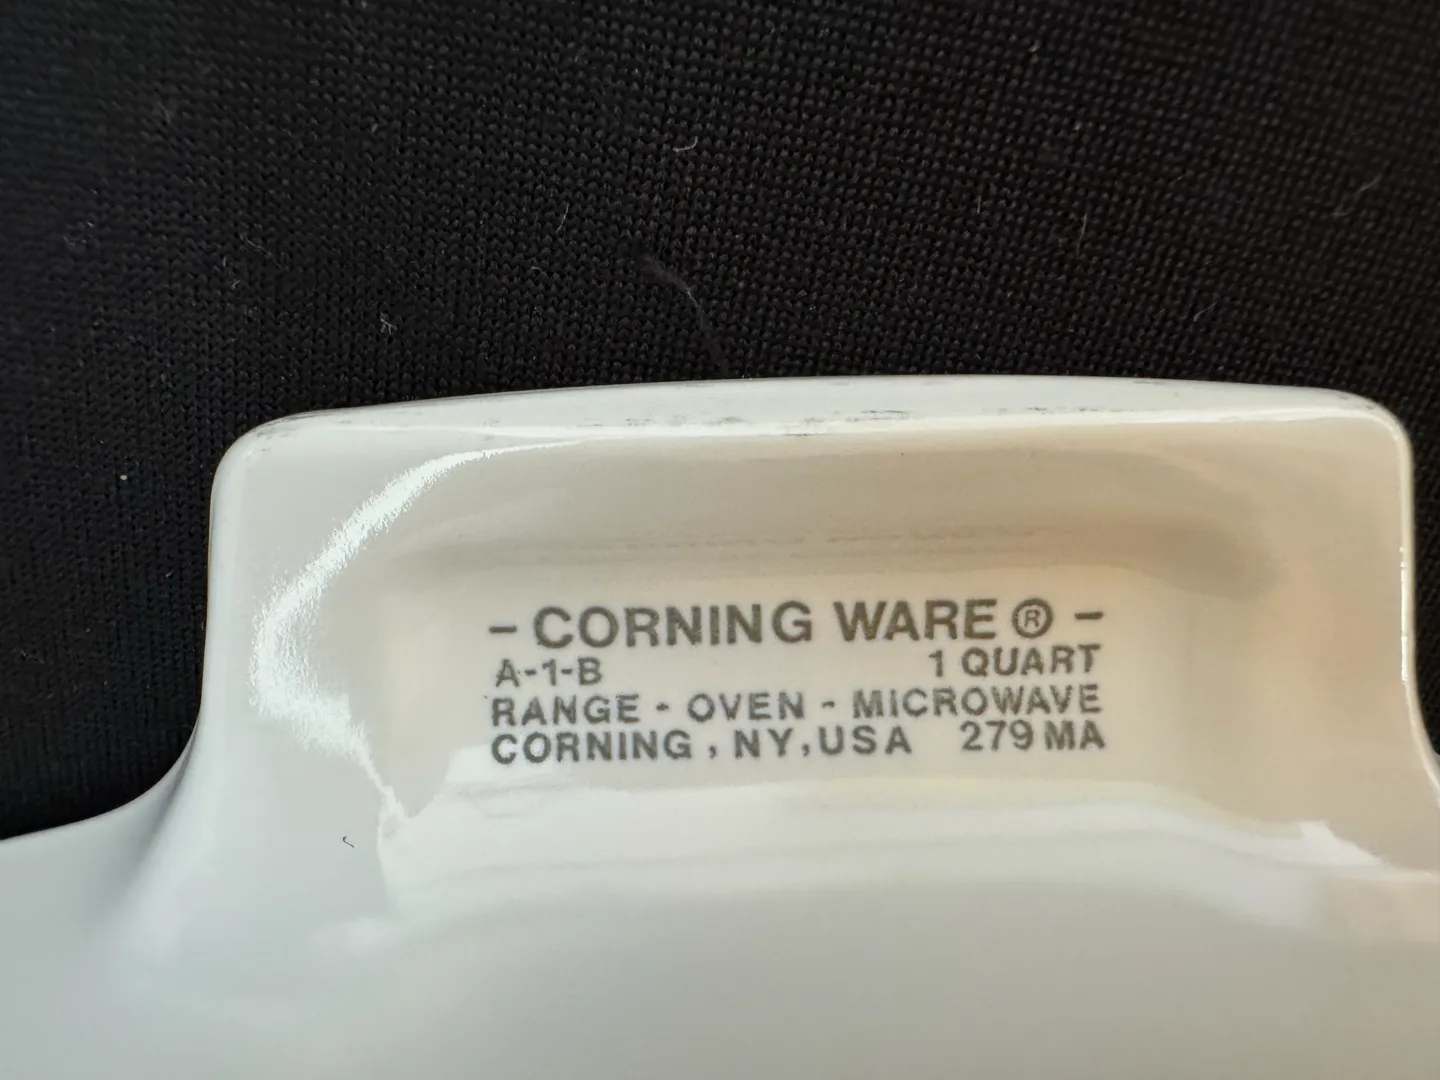 - CORNING WARE ® -
A-1-B 1 QUART
RANGE - OVEN - MICROWAVE
CORNING , NY, USA 279 MA